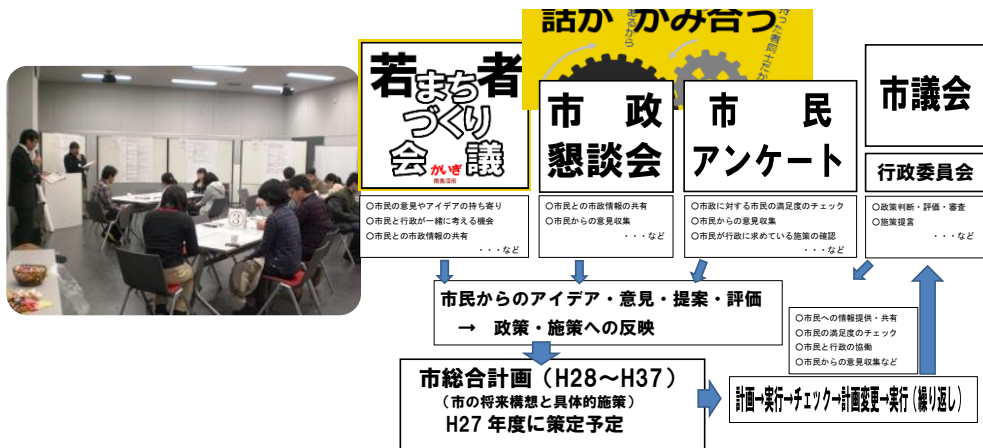 話が かみ合う
あるから
若まち者
づくり
会議
かいぎ
南魚沼市
③
市政
懇談会
市民
アンケート
市議会
行政委員会
○市民の意見やアイデアの持ち寄り
○市民と行政が一緒に考える機会
○市民との市政情報の共有
・・・など
○市民との市政情報の共有
○市民からの意見収集
・・・など
○市政に対する市民の満足度のチェック
○市民からの意見収集
○市民が行政に求めている施策の確認
・・・など
○政策判断・評価・審査
○施策提言
・・・など
市民からのアイデア・意見・提案・評価
→ 政策・施策への反映
○市民への情報提供・共有
○市民の満足度のチェック
○市民と行政の協働
○市民からの意見収集など
市総合計画(H28~H37)
(市の将来構想と具体的施策)
H27 年度に策定予定
計画→実行→チェック→計画変更→実行(繰り返し)